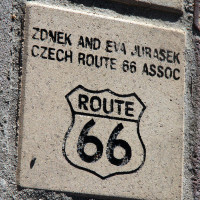 ZDNEK AND EVA JURASEK
CZECH ROUTE 66 ASSOC
ROUTE
66